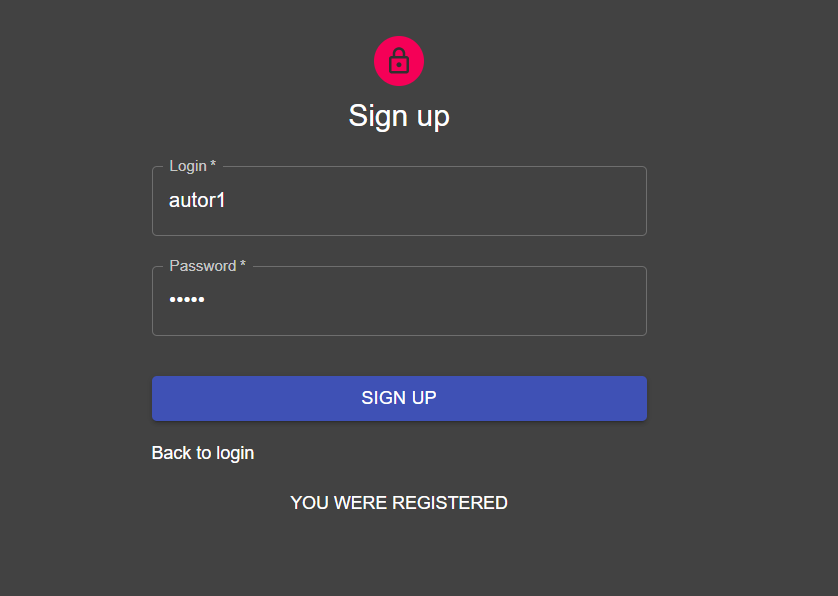 Sign up
Login *
autor1
Password *
•••••
SIGN UP
Back to login
YOU WERE REGISTERED